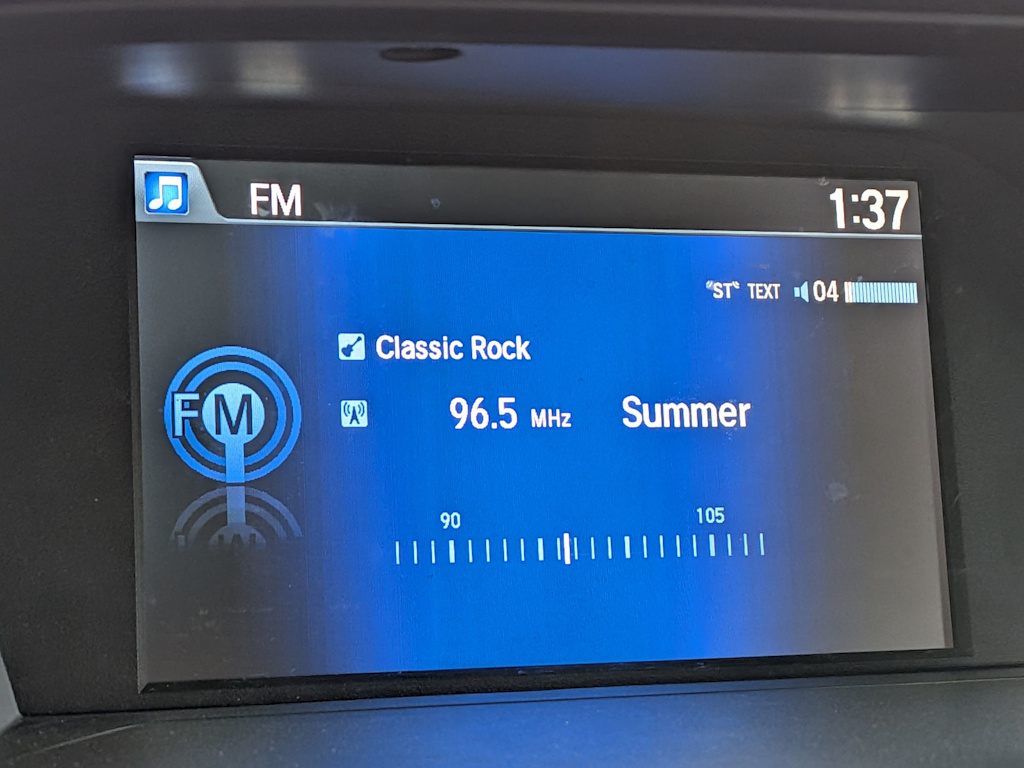 FM 1:37
"ST" TEXT 04
Classic Rock
FM 96.5 MHz Summer
90 105